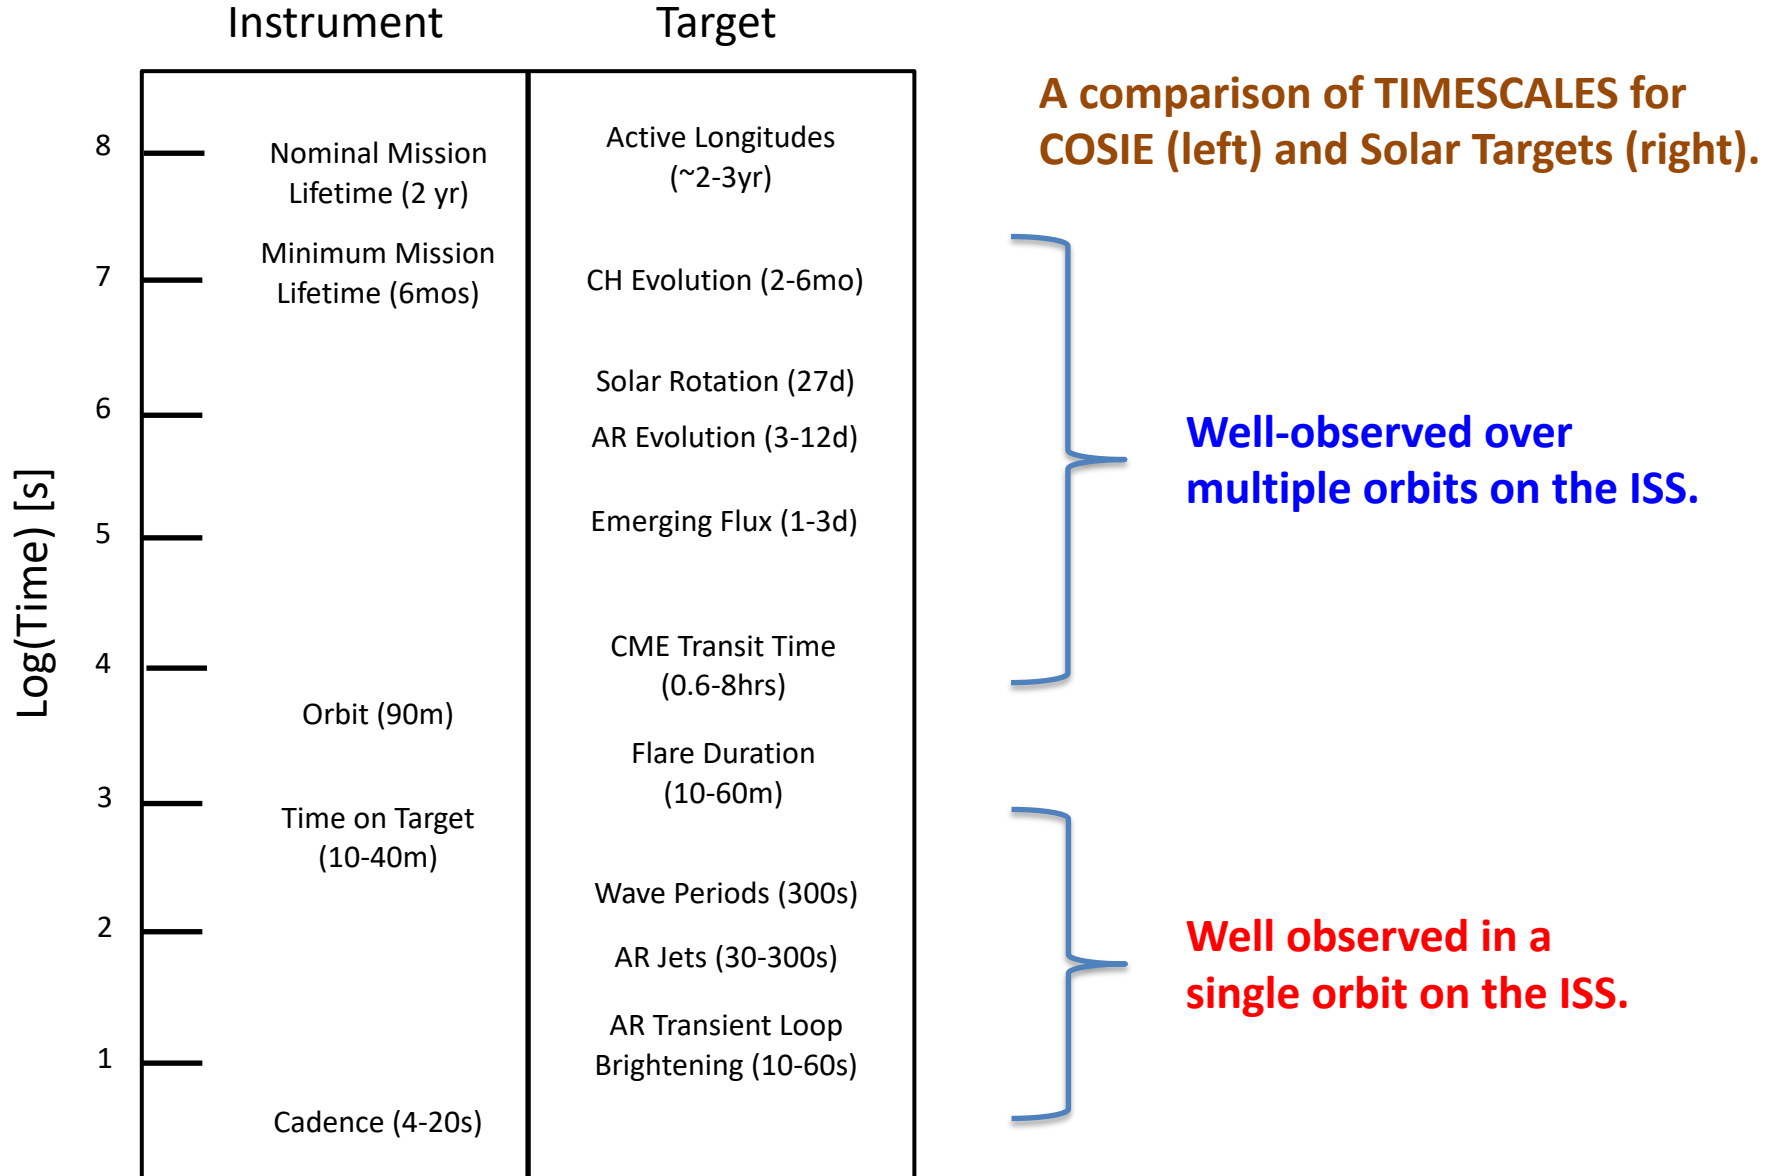 Instrument
Target
A comparison of TIMESCALES for
COSIE (left) and Solar Targets (right).
Log(Time) [s]
8
7
6
5
4
3
2
1
Nominal Mission
Lifetime (2 yr)
Minimum Mission
Lifetime (6mos)
Orbit (90m)
Time on Target
(10-40m)
Cadence (4-20s)
Active Longitudes
(~2-3yr)
CH Evolution (2-6mo)
Solar Rotation (27d)
AR Evolution (3-12d)
Emerging Flux (1-3d)
CME Transit Time
(0.6-8hrs)
Flare Duration
(10-60m)
Wave Periods (300s)
AR Jets (30-300s)
AR Transient Loop
Brightening (10-60s)
Well-observed over
multiple orbits on the ISS.
Well observed in a
single orbit on the ISS.